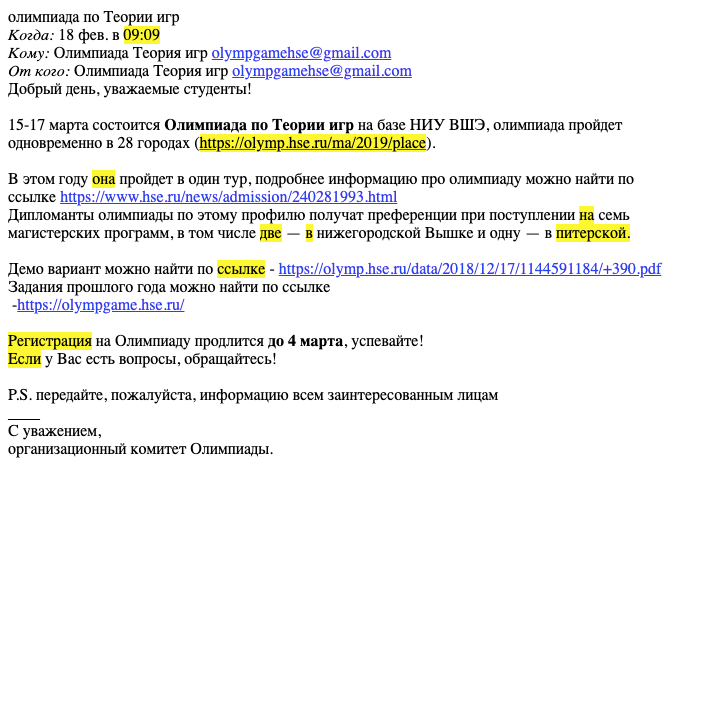 олимпиада по Теории игр
Когда: 18 фев. в 09:09
Кому: Олимпиада Теория игр olympgamehse@gmail.com
От кого: Олимпиада Теория игр olympgamehse@gmail.com
Добрый день, уважаемые студенты!
15-17 марта состоится Олимпиада по Теории игр на базе НИУ ВШЭ, олимпиада пройдет
одновременно в 28 городах (https://olymp.hse.ru/ma/2019/place).
В этом году она пройдет в один тур, подробнее информацию про олимпиаду можно найти по
ссылке https://www.hse.ru/news/admission/240281993.html
Дипломанты олимпиады по этому профилю получат преференции при поступлении на семь
магистерских программ, в том числе две — в нижегородской Вышке и одну — в питерской.
Демо вариант можно найти по ссылке - https://olymp.hse.ru/data/2018/12/17/1144591184/+390.pdf
Задания прошлого года можно найти по ссылке
-https://olympgame.hse.ru/
Регистрация на Олимпиаду продлится до 4 марта, успевайте!
Если у Вас есть вопросы, обращайтесь!
P.S. передайте, пожалуйста, информацию всем заинтересованным лицам
____
С уважением,
организационный комитет Олимпиады.